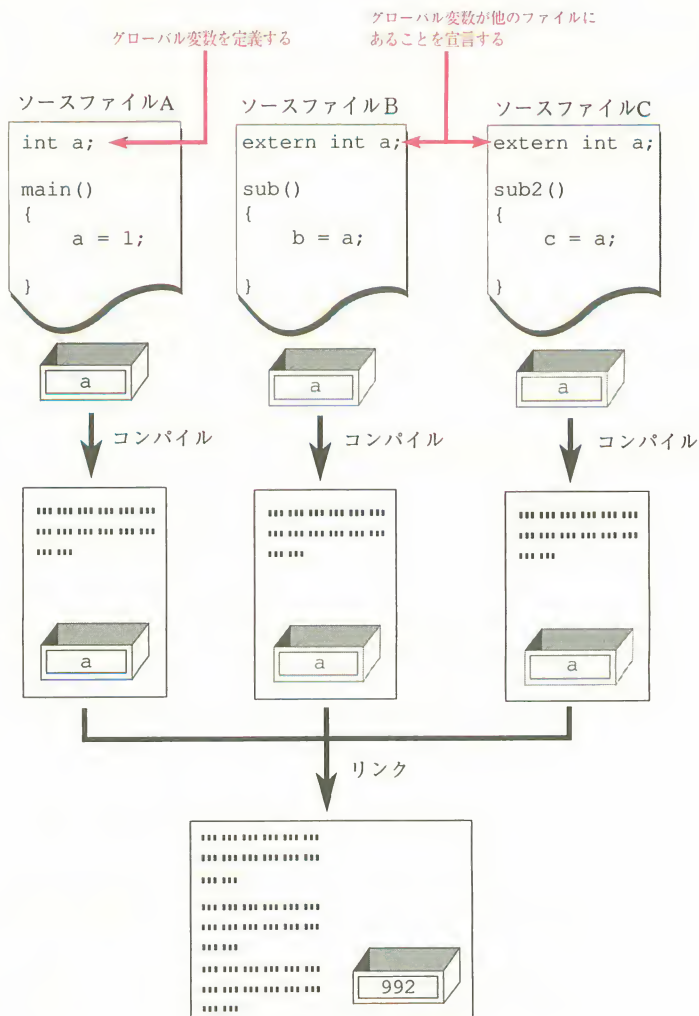 グローバル変数を定義する
グローバル変数が他のファイルに
あることを宣言する
ソースファイルA
int a;
main()
{
a = 1;
}
ソースファイルB
extern int a;
sub()
{
b = a;
}
ソースファイルC
extern int a;
sub2()
{
c = a;
}
a
a
a
コンパイル
コンパイル
コンパイル
a
a
a
リンク
992